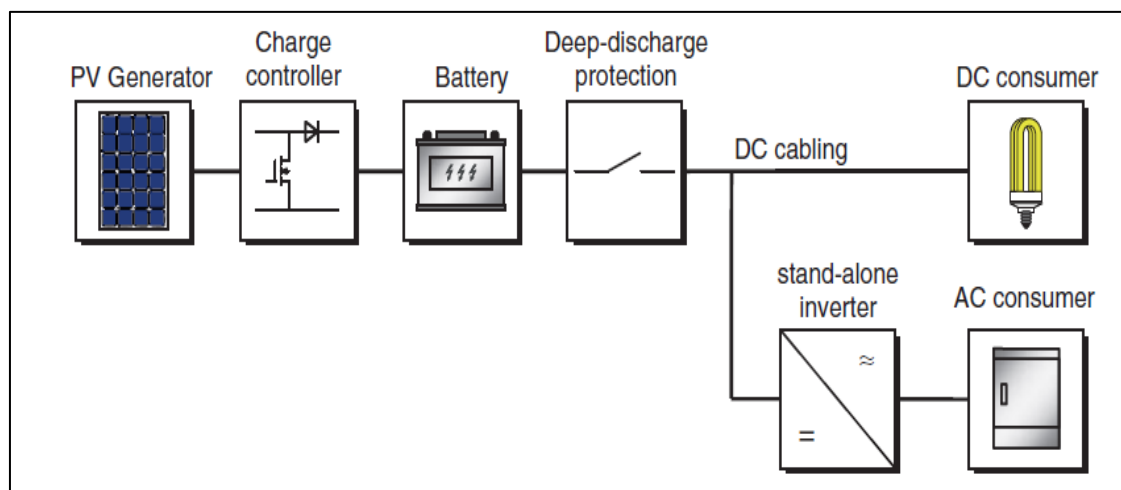 Charge
controller
Deep-discharge
protection
PV Generator
Battery
DC consumer
DC cabling
stand-alone
inverter
AC consumer
≈
=